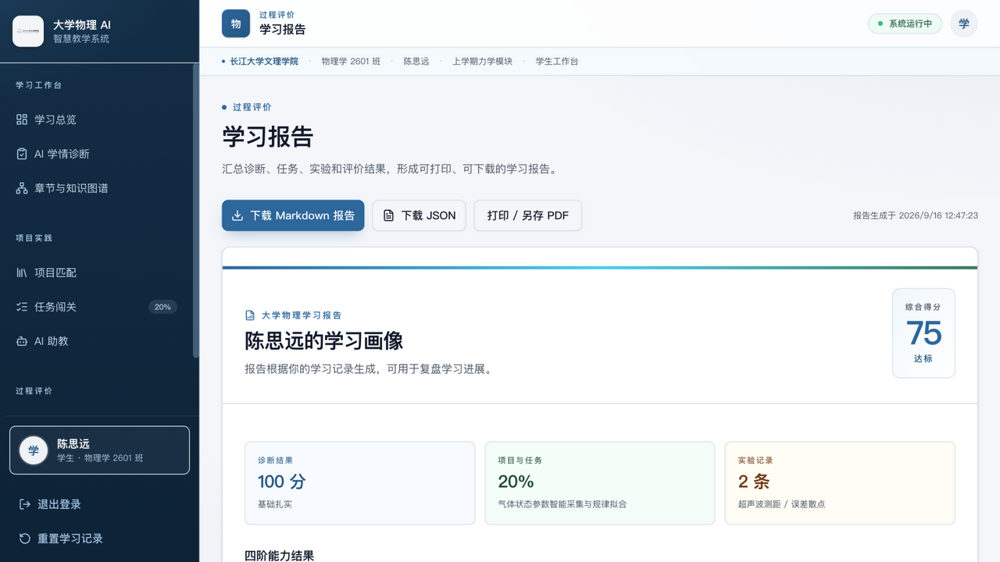 大学物理 AI
智慧教学系统
学习工作台
学习总览
AI 学情诊断
章节与知识图谱
项目实践
项目匹配
任务闯关
20%
AI 助教
过程评价
学
陈思远
学生 · 物理学 2601 班
退出登录
重置学习记录
物
过程评价
学习报告
系统运行中
学
长江大学文理学院 · 物理学 2601 班 · 陈思远 · 上学期力学模块 · 学生工作台
过程评价
学习报告
汇总诊断、任务、实验和评价结果，形成可打印、可下载的学习报告。
下载 Markdown 报告
下载 JSON
打印 / 另存 PDF
报告生成于 2026/9/16 12:47:23
大学物理学习报告
陈思远的学习画像
报告根据你的学习记录生成，可用于复盘学习进展。
综合得分
75
达标
诊断结果
100 分
基础扎实
项目与任务
20%
气体状态参数智能采集与规律拟合
实验记录
2 条
超声波测距 / 误差散点
四阶能力结果